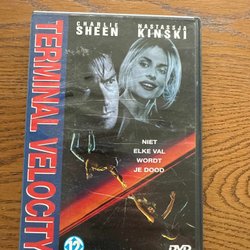 CHARLIE
SHEEN
NASTASSJA
KINSKI
TERMINAL VELOCITY
NIET
ELKE VAL
WORDT
JE DOOD
12
DVD